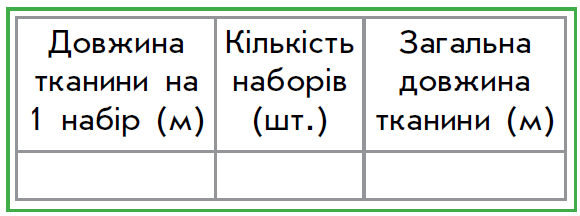 Довжина
тканини на
1 набір (м)
Кількість
наборів
(шт.)
Загальна
довжина
тканини (м)